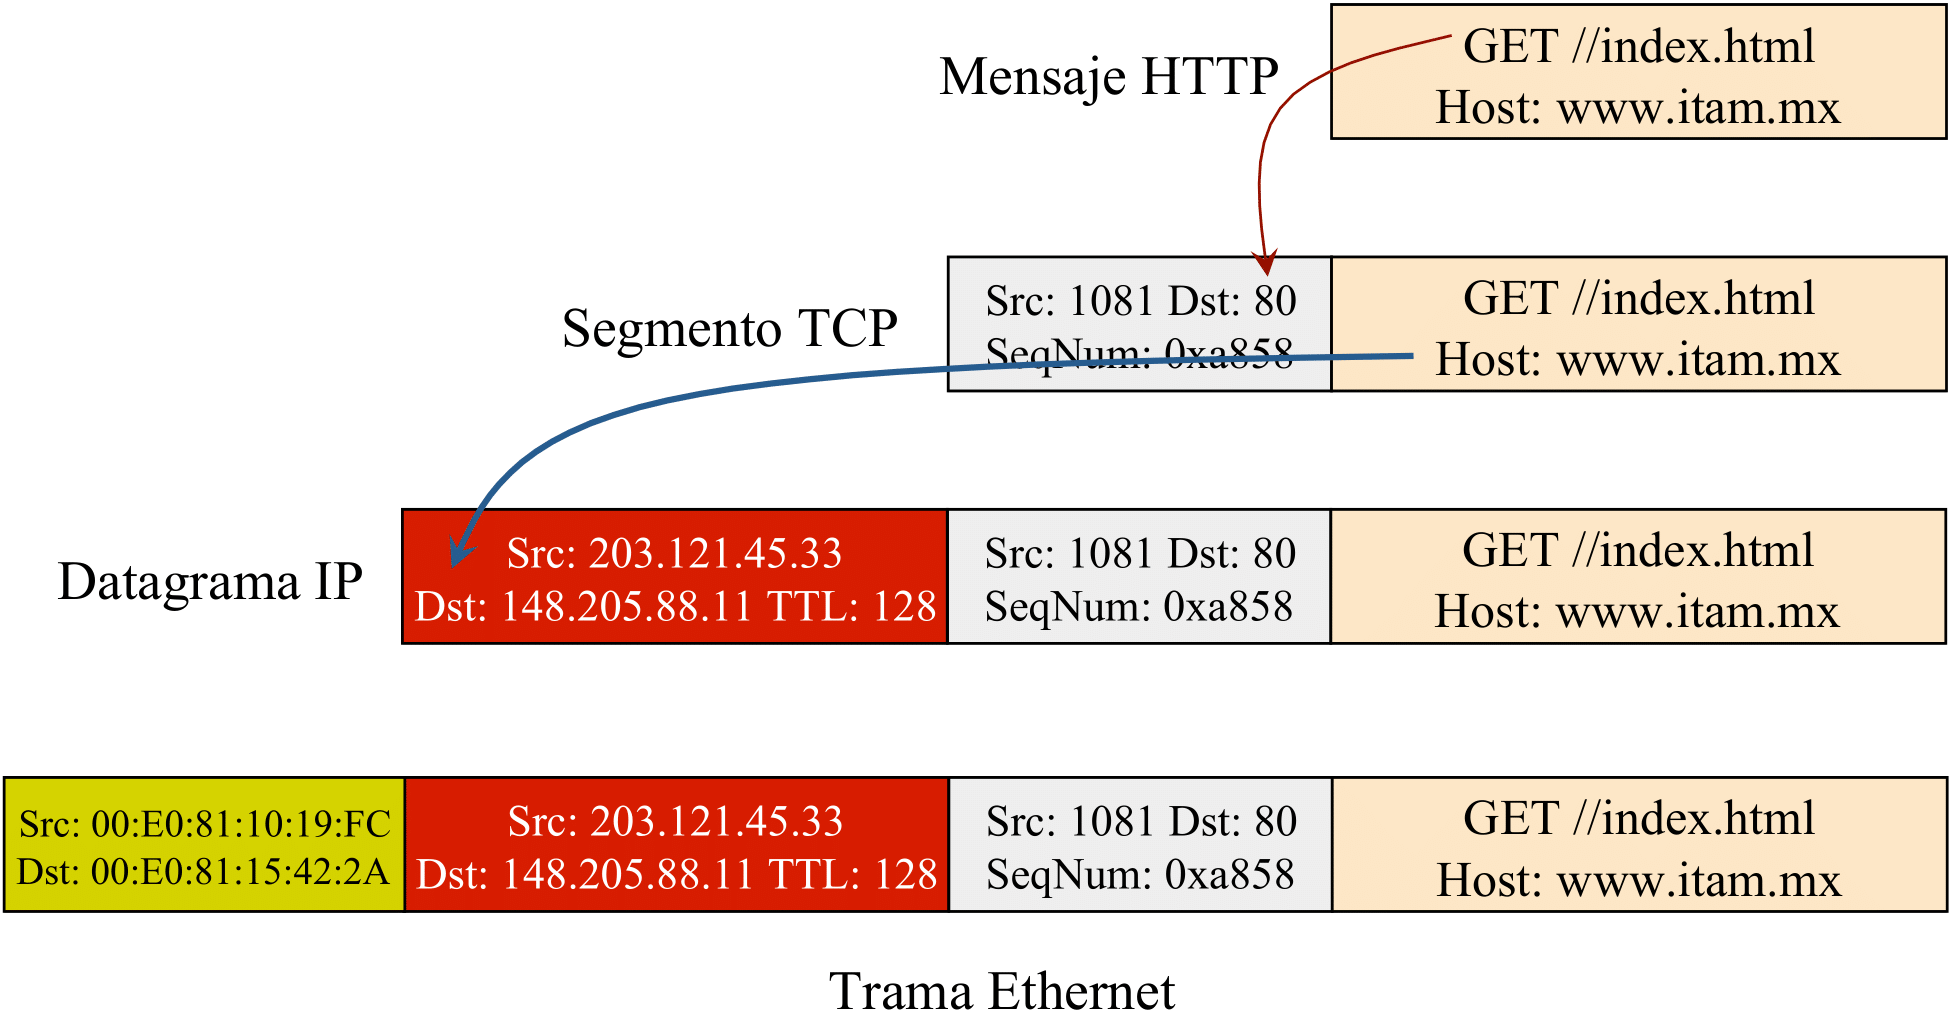 Mensaje HTTP
GET //index.html
Host: www.itam.mx
Segmento TCP
Src: 1081 Dst: 80
SeqNum: 0xa858
GET //index.html
Host: www.itam.mx
Datagrama IP
Src: 203.121.45.33
Dst: 148.205.88.11 TTL: 128
Src: 1081 Dst: 80
SeqNum: 0xa858
GET //index.html
Host: www.itam.mx
Src: 00:E0:81:10:19:FC
Dst: 00:E0:81:15:42:2A
Src: 203.121.45.33
Dst: 148.205.88.11 TTL: 128
Src: 1081 Dst: 80
SeqNum: 0xa858
GET //index.html
Host: www.itam.mx
Trama Ethernet